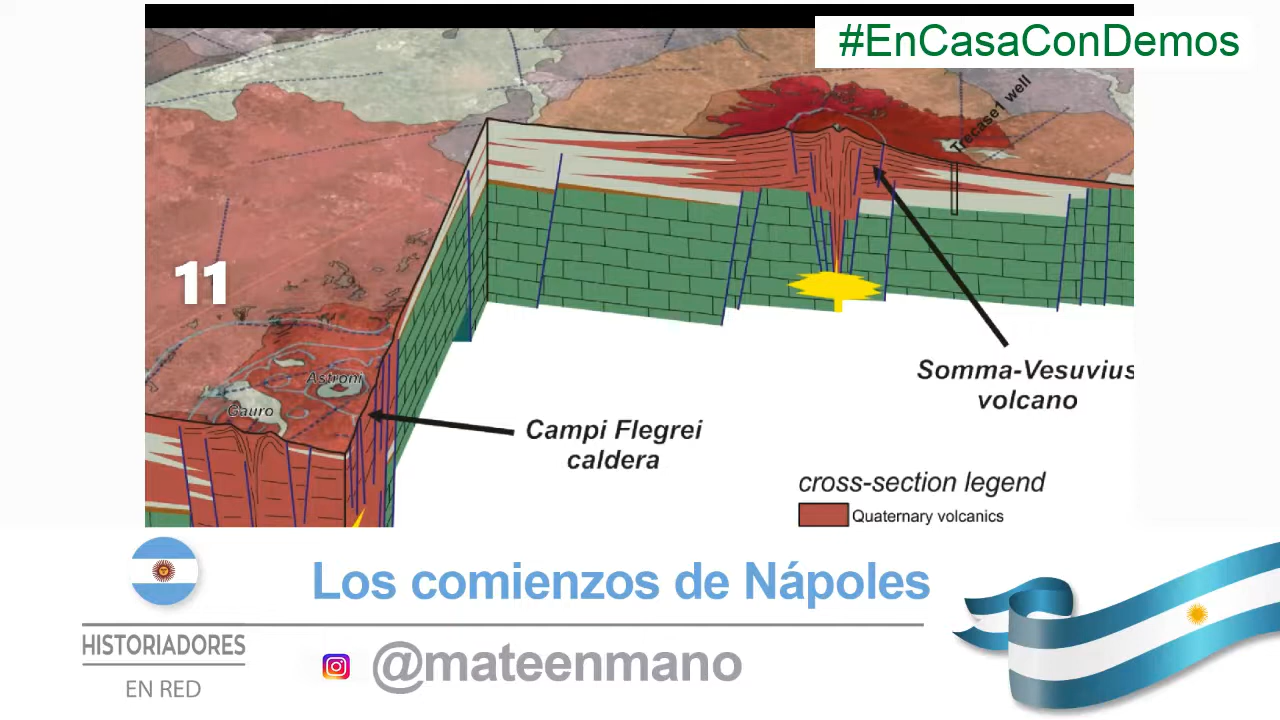 #EnCasaConDemos
Trecase1 well
11
Somma-Vesuvius
volcano
Astroni
Gauro
Campi Flegrei
caldera
cross-section legend
Quaternary volcanics
Los comienzos de Nápoles
HISTORIADORES
EN RED
@mateenmano